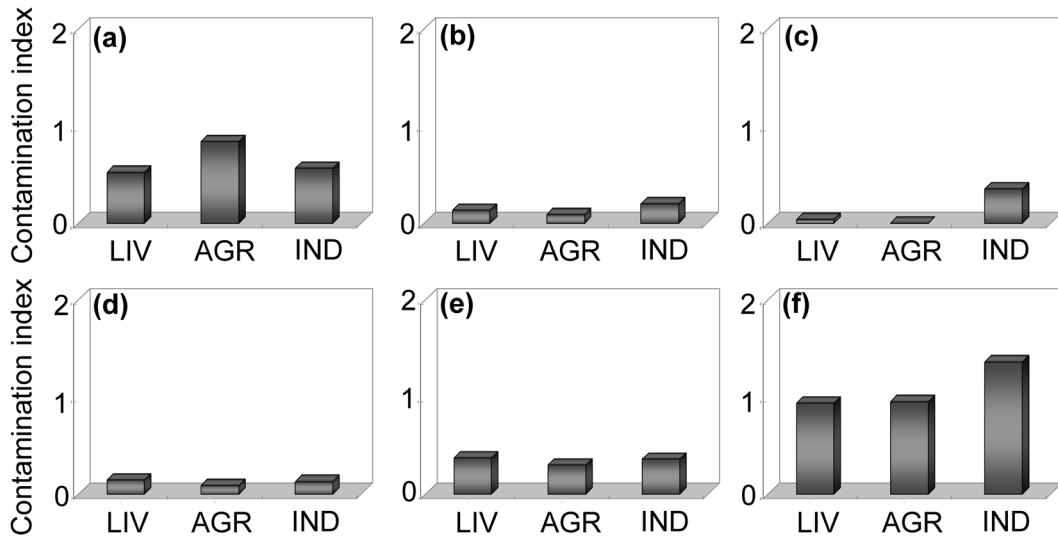 Contamination index
2
1
0
(a)
LIV AGR IND
2
1
0
(b)
LIV AGR IND
2
1
0
(c)
LIV AGR IND
Contamination index
2
1
0
(d)
LIV AGR IND
2
1
0
(e)
LIV AGR IND
2
1
0
(f)
LIV AGR IND